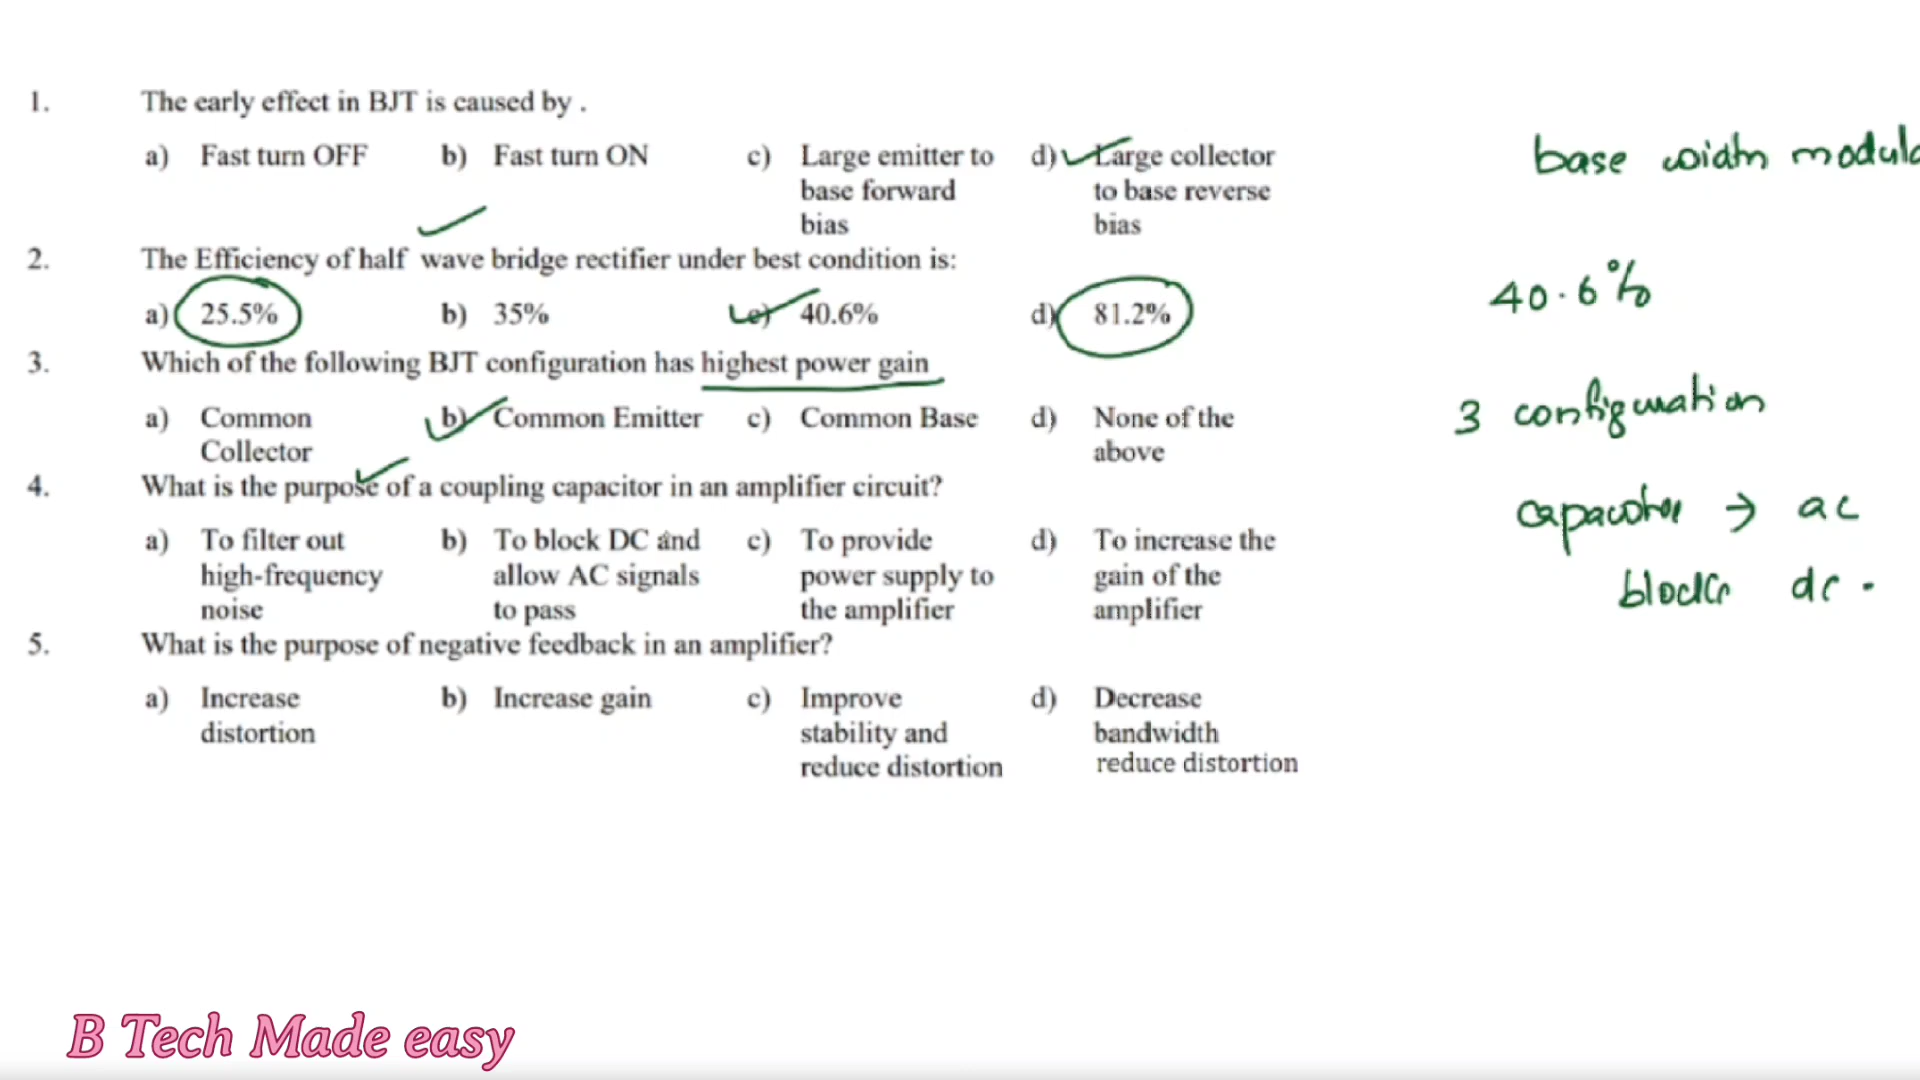 1. The early effect in BJT is caused by .
a) Fast turn OFF b) Fast turn ON c) Large emitter to base forward bias d) Large collector to base reverse bias
base width modula
2. The Efficiency of half wave bridge rectifier under best condition is:
a) 25.5% b) 35% c) 40.6% d) 81.2%
40.6%
3. Which of the following BJT configuration has highest power gain
a) Common Collector b) Common Emitter c) Common Base d) None of the above
3 configuration
4. What is the purpose of a coupling capacitor in an amplifier circuit?
a) To filter out high-frequency noise b) To block DC and allow AC signals to pass c) To provide power supply to the amplifier d) To increase the gain of the amplifier
capacitor → ac
blocks dc.
5. What is the purpose of negative feedback in an amplifier?
a) Increase distortion b) Increase gain c) Improve stability and reduce distortion d) Decrease bandwidth reduce distortion
B Tech Made easy